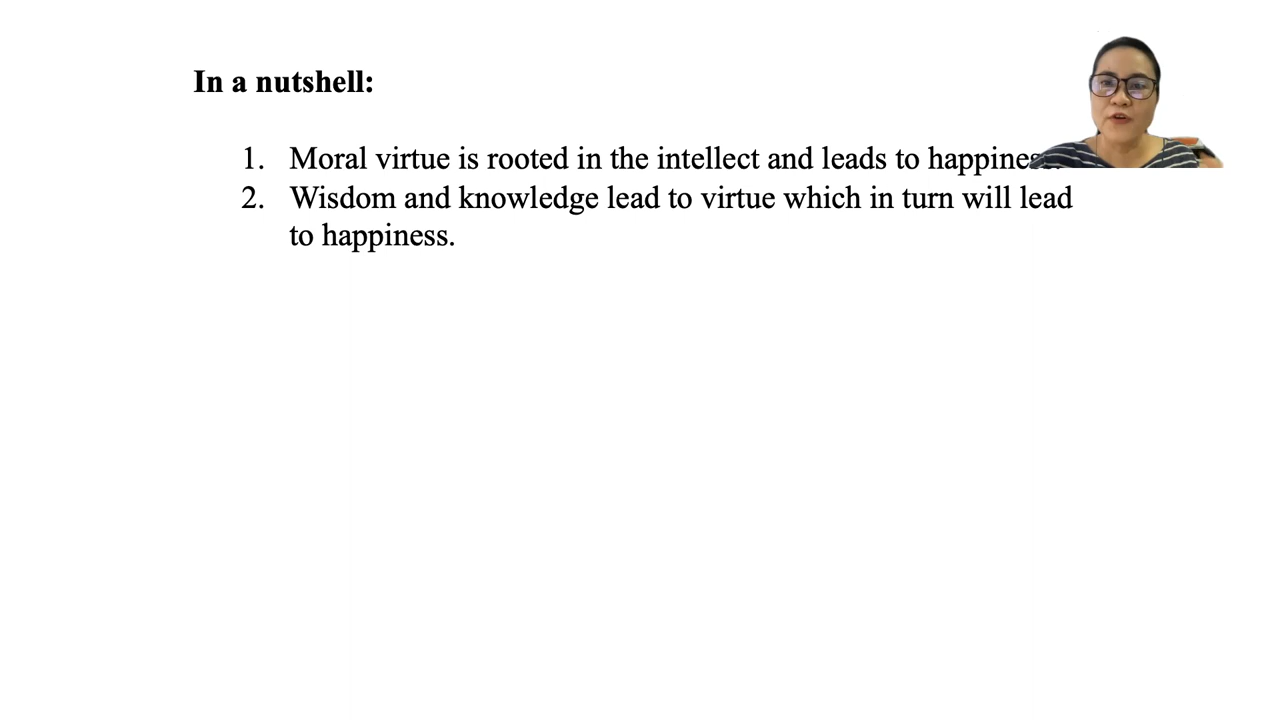 In a nutshell:
1. Moral virtue is rooted in the intellect and leads to
2. Wisdom and knowledge lead to virtue which in turn will lead
to happiness.